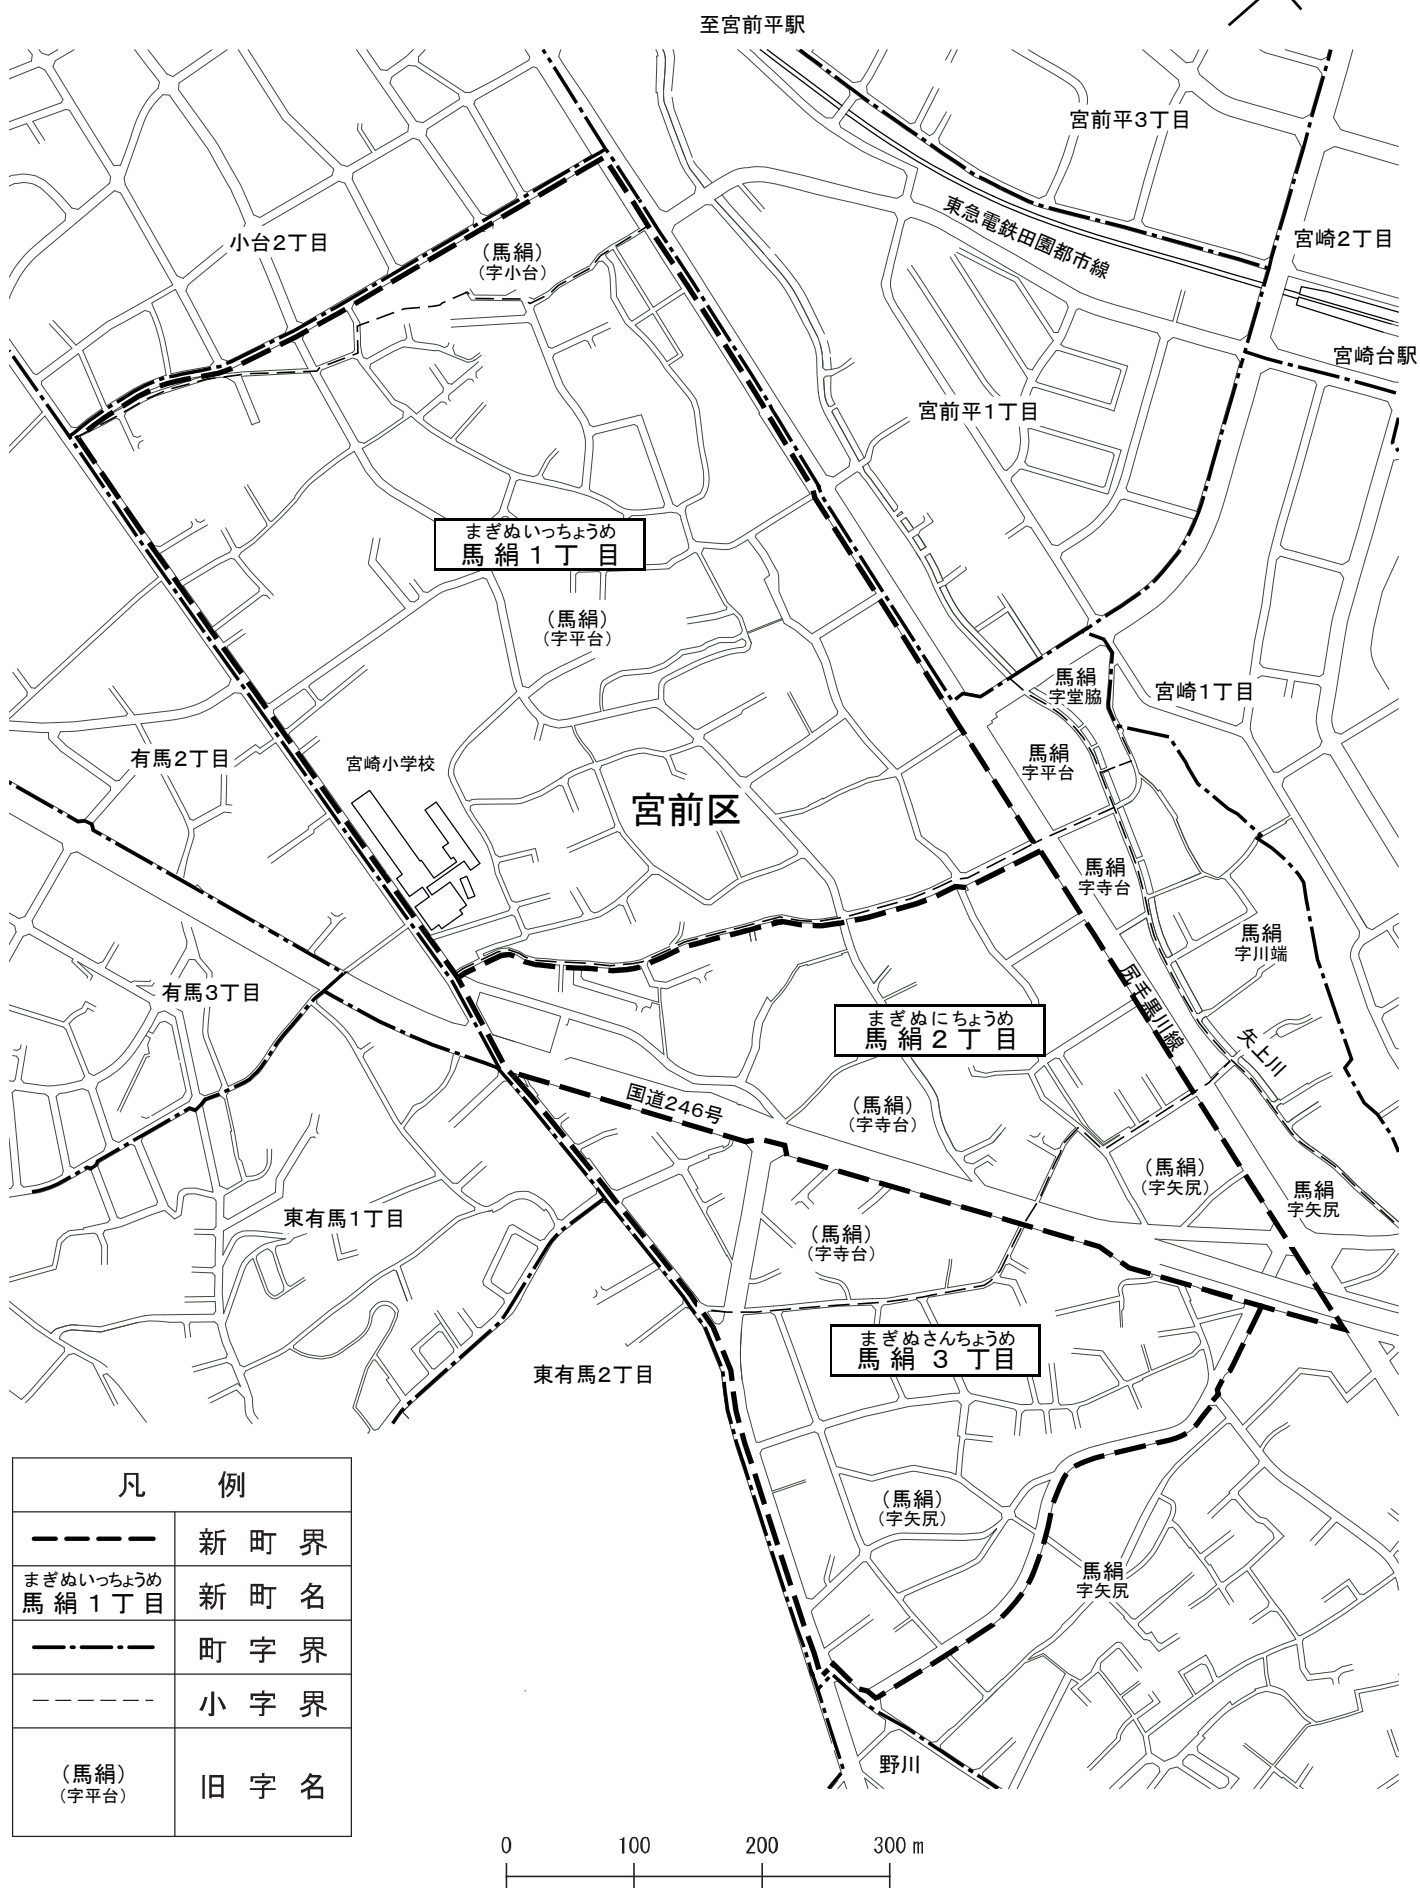 至宮前平駅
宮前平3丁目
東急電鉄田園都市線
宮崎2丁目
小台2丁目
(馬絹)
(字小台)
宮崎台駅
宮前平1丁目
まぎぬいっちょうめ
馬絹1丁目
(馬絹)
(字平台)
馬絹
字堂脇
宮崎1丁目
有馬2丁目
宮崎小学校
馬絹
字平台
宮前区
馬絹
字寺台
馬絹
字川端
有馬3丁目
尻手黒川線
まぎぬにちょうめ
馬絹2丁目
矢上川
国道246号
(馬絹)
(字寺台)
(馬絹)
(字矢尻)
馬絹
字矢尻
東有馬1丁目
(馬絹)
(字寺台)
まぎぬさんちょうめ
馬絹3丁目
東有馬2丁目
(馬絹)
(字矢尻)
馬絹
字矢尻
野川
凡例
新町界
まぎぬいっちょうめ
馬絹1丁目
新町名
町字界
小字界
(馬絹)
(字平台)
旧字名
0 100 200 300 m